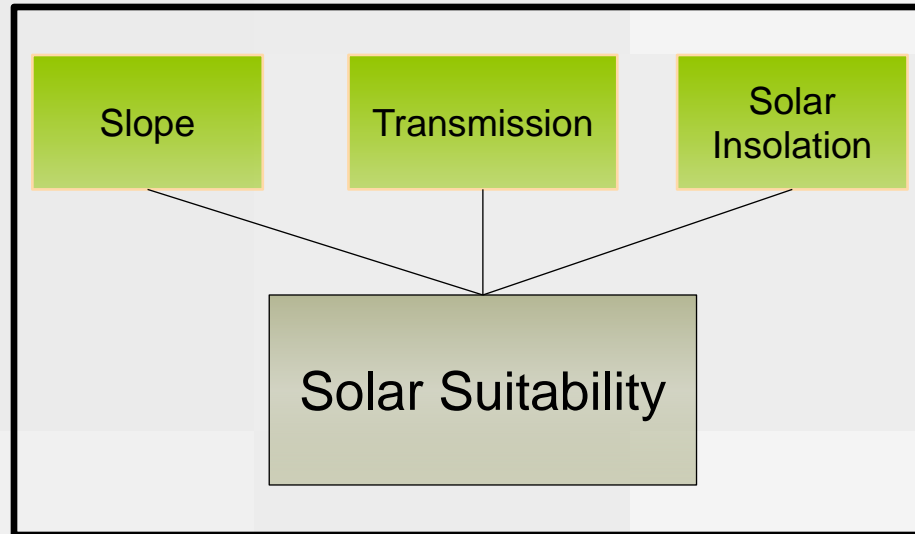 Slope
Transmission
Solar
Insolation
Solar Suitability